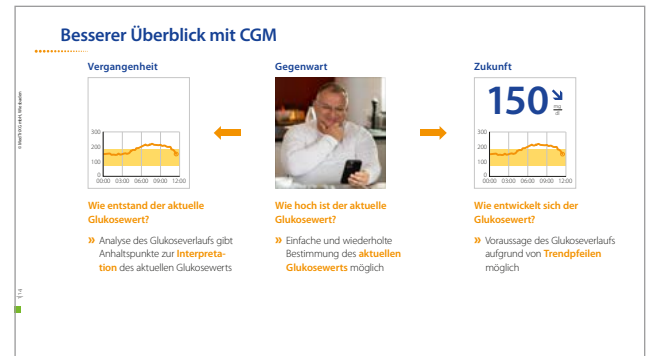 Besserer Überblick mit CGM
Vergangenheit
300
200
100
0
00:00 03:00 06:00 09:00 12:00
Wie entstand der aktuelle
Glukosewert?
» Analyse des Glukoseverlaufs gibt
Anhaltspunkte zur Interpreta-
tion des aktuellen Glukosewerts
Gegenwart
Wie hoch ist der aktuelle
Glukosewert?
» Einfache und wiederholte
Bestimmung des aktuellen
Glukosewerts möglich
Zukunft
150
mg
dl
300
200
100
0
00:00 03:00 06:00 09:00 12:00
Wie entwickelt sich der
Glukosewert?
» Voraussage des Glukoseverlaufs
aufgrund von Trendpfeilen
möglich
14